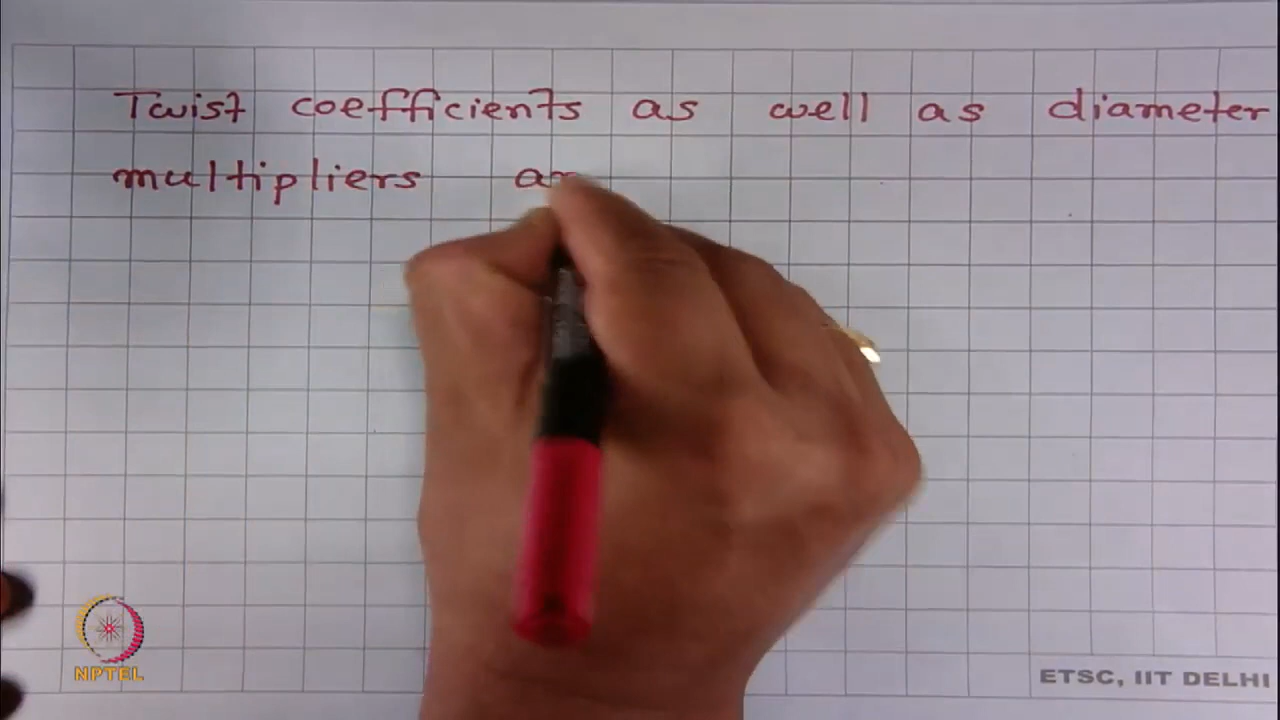 Twist coefficients as well as diameter
multipliers
NPTEL
ETSC, IIT DELHI